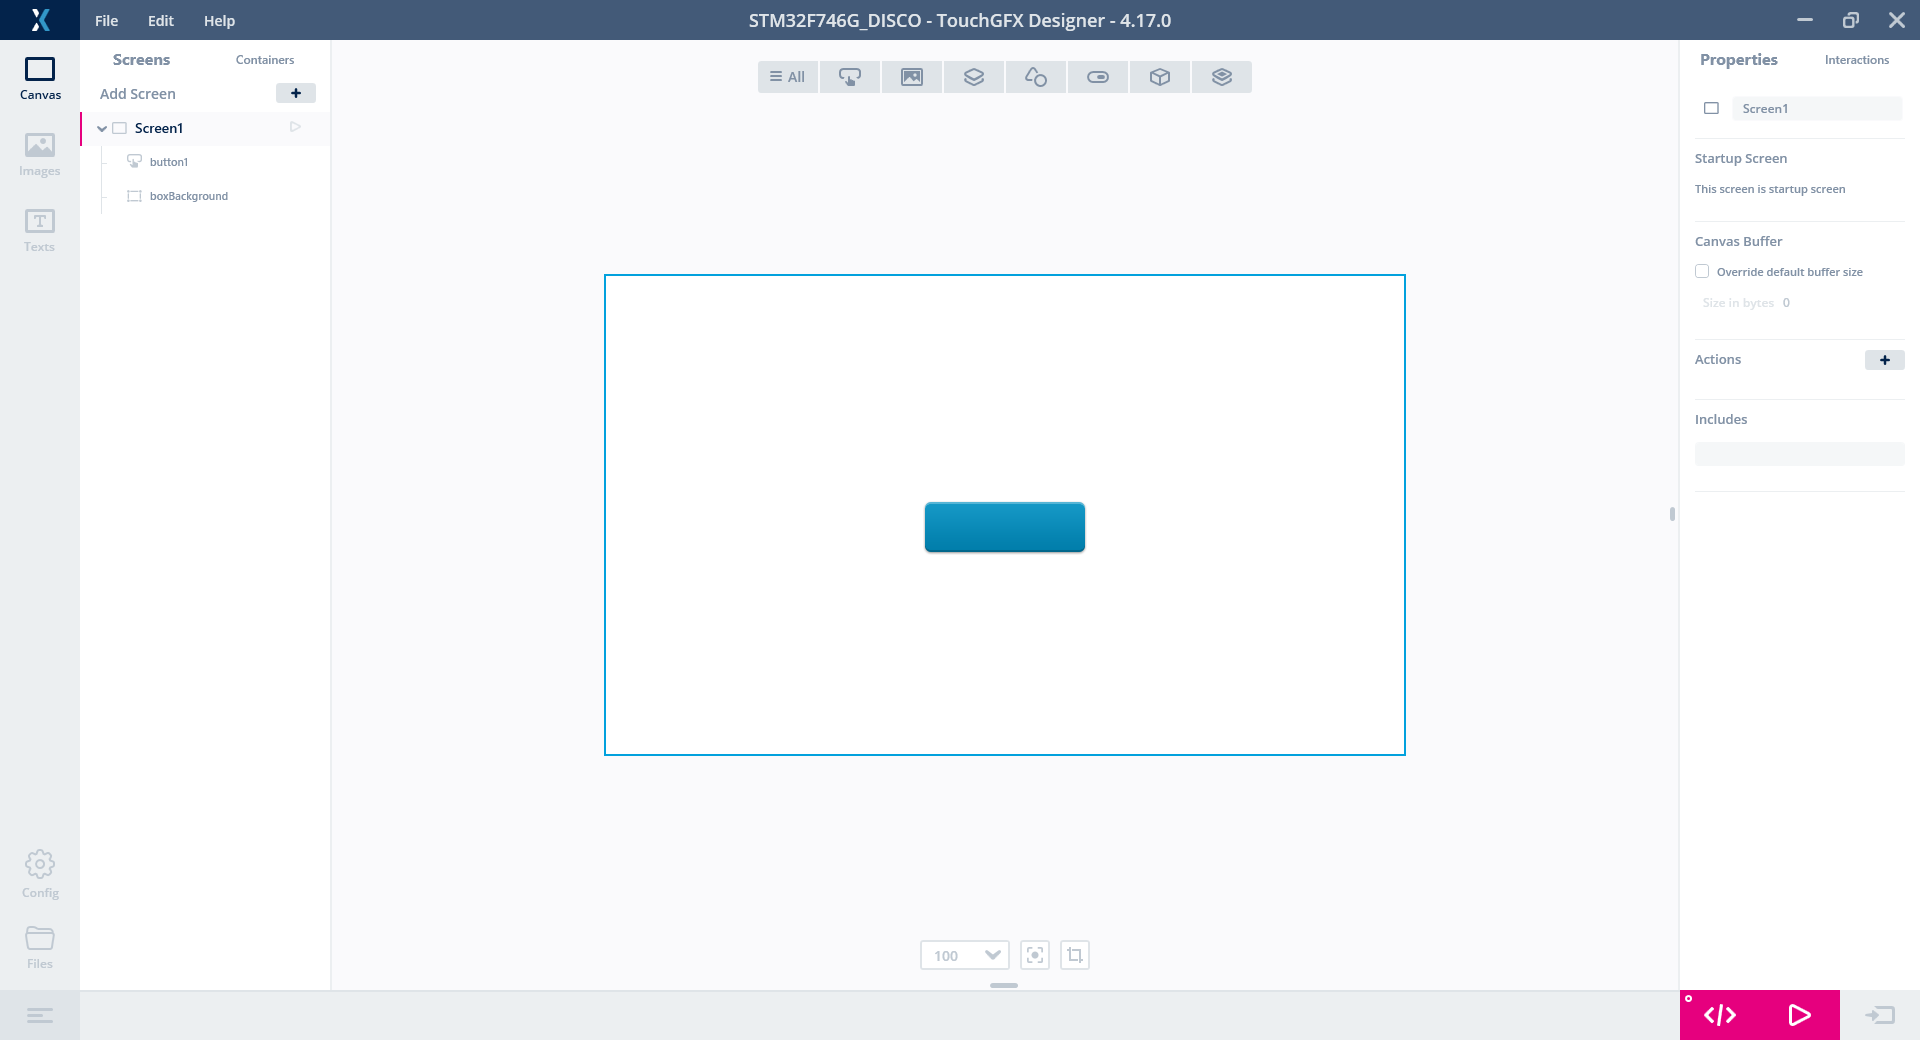 File Edit Help
STM32F746G_DISCO - TouchGFX Designer - 4.17.0
Canvas
Images
Texts
Config
Files
Screens Containers
Add Screen
Screen1
button1
boxBackground
All
100
Properties Interactions
Screen1
Startup Screen
This screen is startup screen
Canvas Buffer
Override default buffer size
Size in bytes 0
Actions
Includes